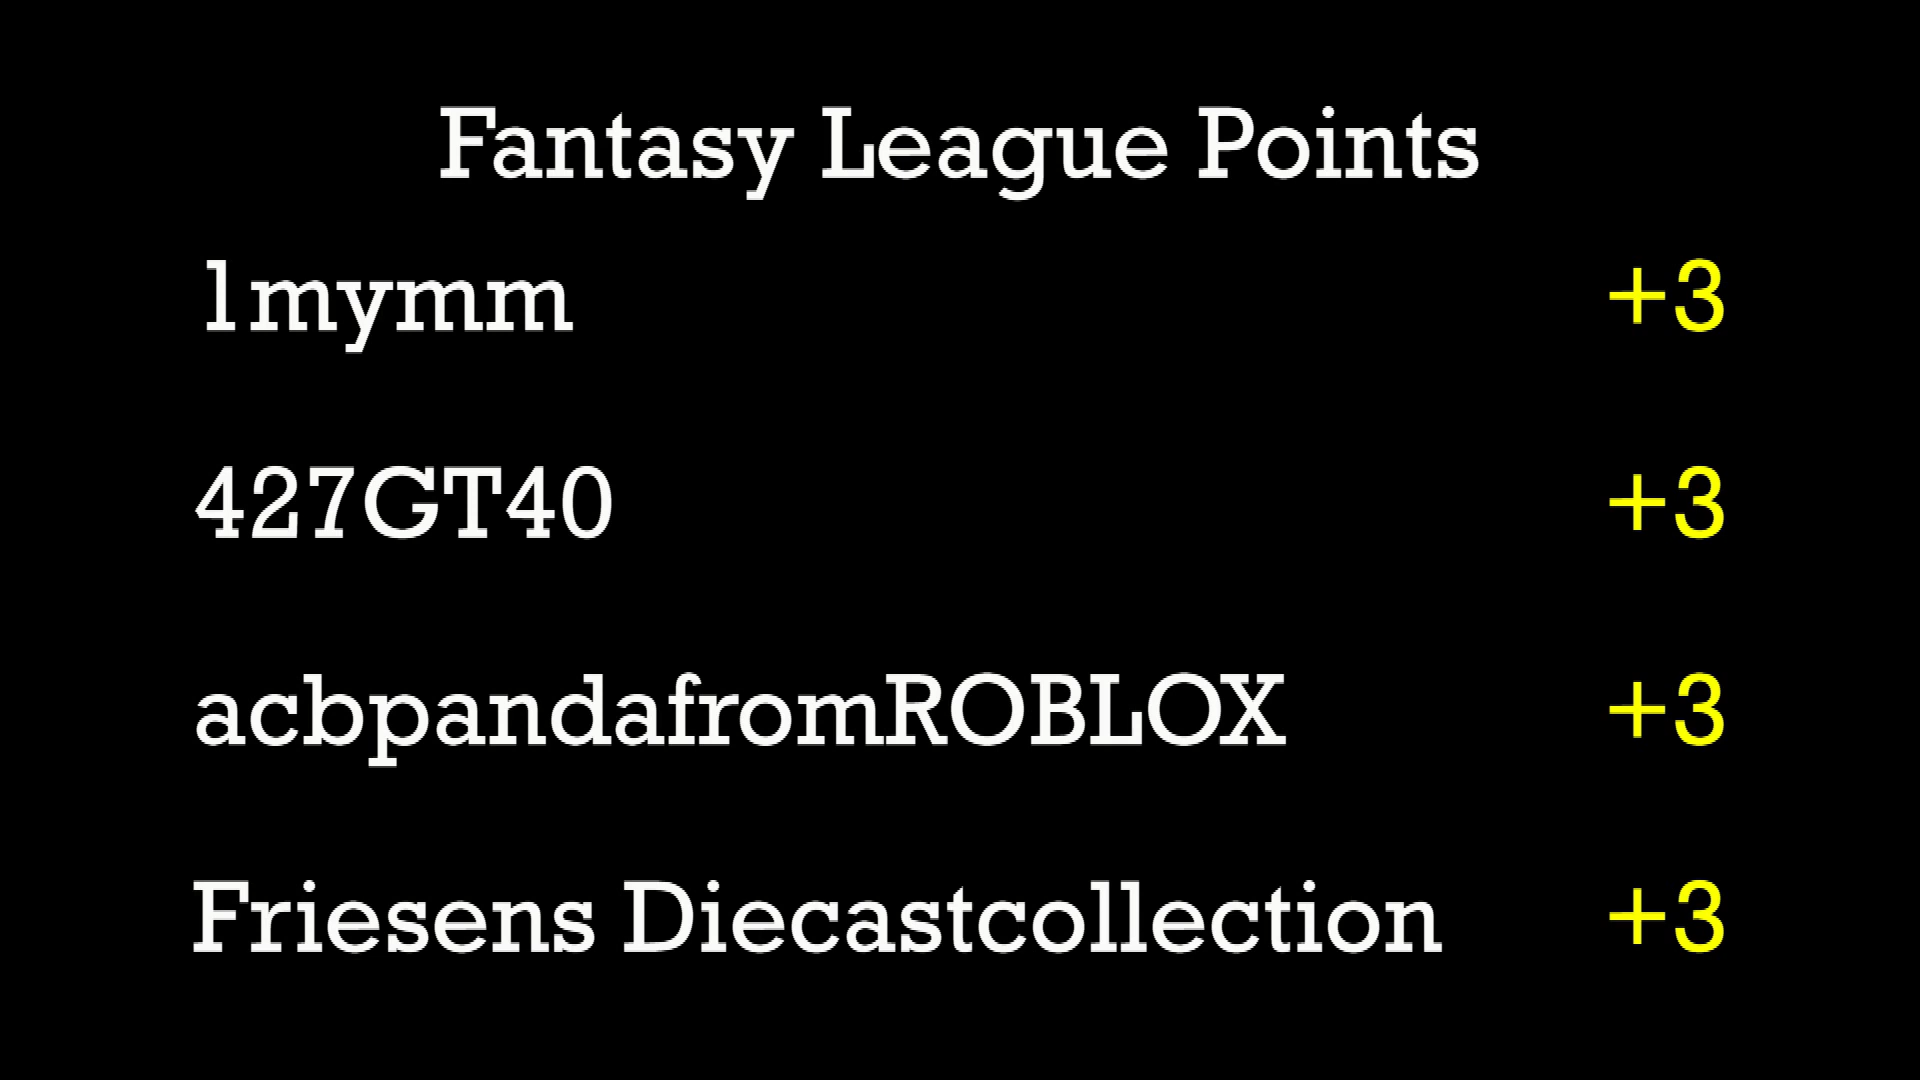 Fantasy League Points
1mymm +3
427GT40 +3
acbpandafromROBLOX +3
Friesens Diecastcollection +3